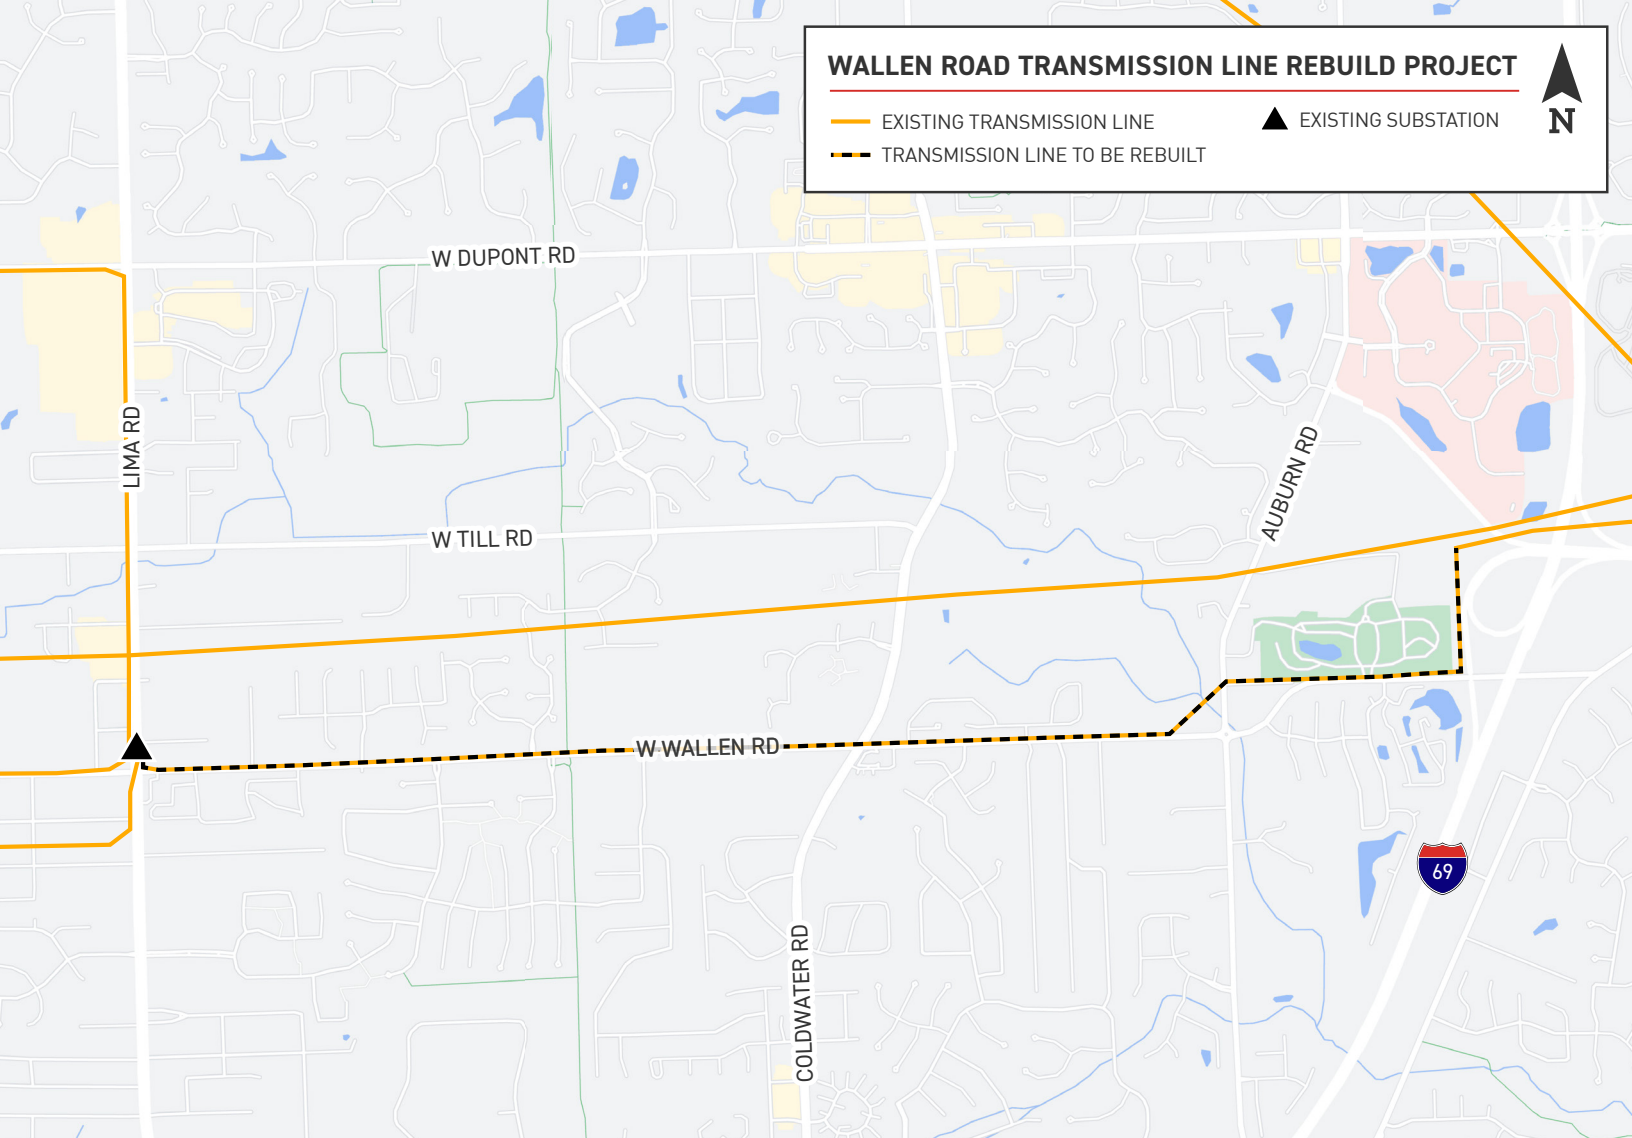 WALLEN ROAD TRANSMISSION LINE REBUILD PROJECT
EXISTING TRANSMISSION LINE
EXISTING SUBSTATION
TRANSMISSION LINE TO BE REBUILT
N
W DUPONT RD
LIMA RD
AUBURN RD
W TILL RD
W WALLEN RD
69
COLDWATER RD